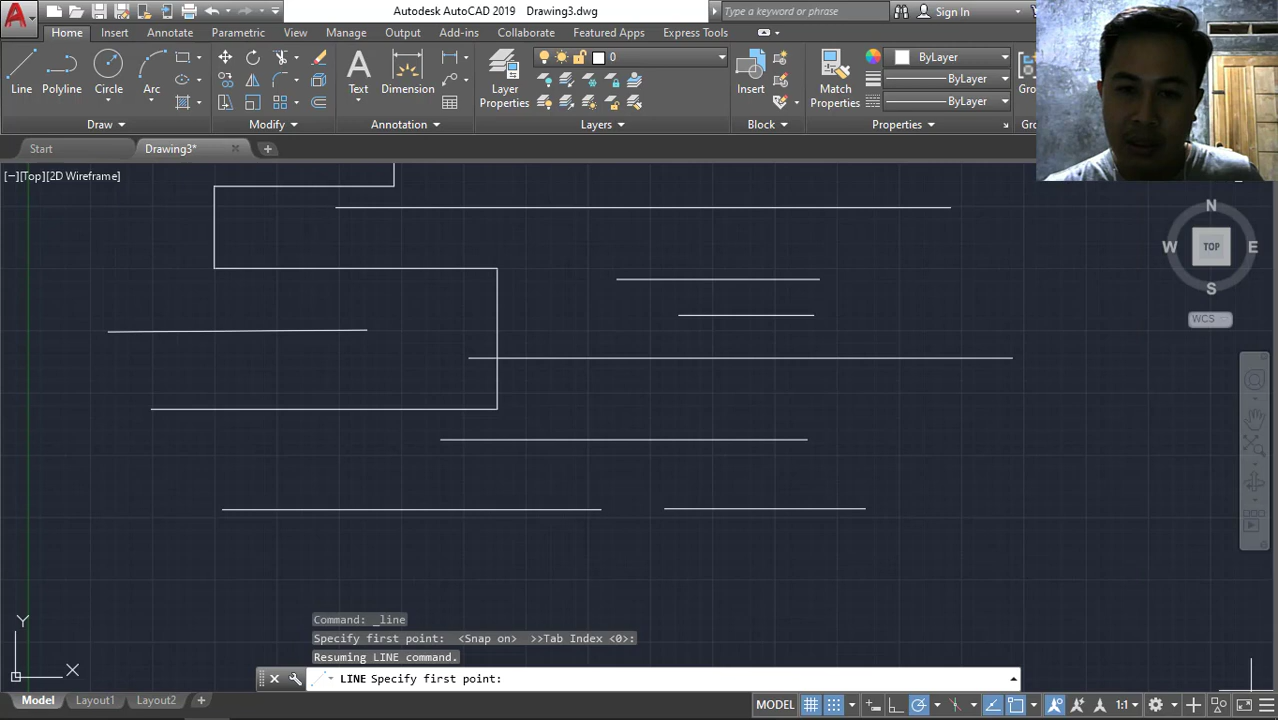 Autodesk AutoCAD 2019 Drawing3.dwg
Type a keyword or phrase
Sign In
Home Insert Annotate Parametric View Manage Output Add-ins Collaborate Featured Apps Express Tools
0
ByLayer
ByLayer
ByLayer
Line Polyline Circle Arc
Text Dimension
Layer
Properties
Insert
Match
Properties
Draw Modify Annotation Layers Block Properties
Start Drawing3*
[−][Top][2D Wireframe]
N
W TOP E
S
WCS
Y
X
Command: _line
Specify first point: <Snap on> >>Tab Index <0>:
Resuming LINE command.
LINE Specify first point:
Model Layout1 Layout2
MODEL
1:1